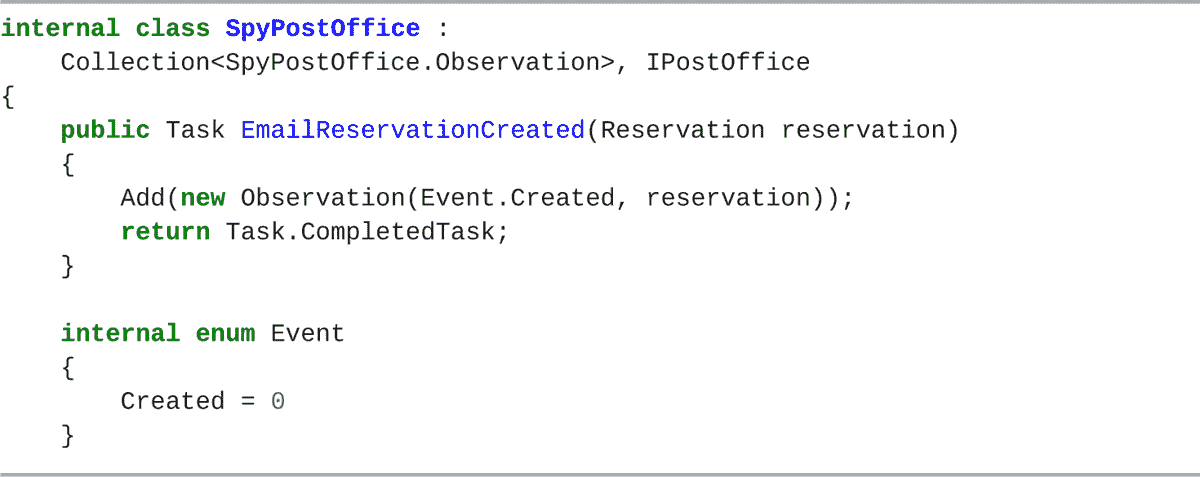 internal class SpyPostOffice :
    Collection<SpyPostOffice.Observation>, IPostOffice
{
    public Task EmailReservationCreated(Reservation reservation)
    {
        Add(new Observation(Event.Created, reservation));
        return Task.CompletedTask;
    }

    internal enum Event
    {
        Created = 0
    }